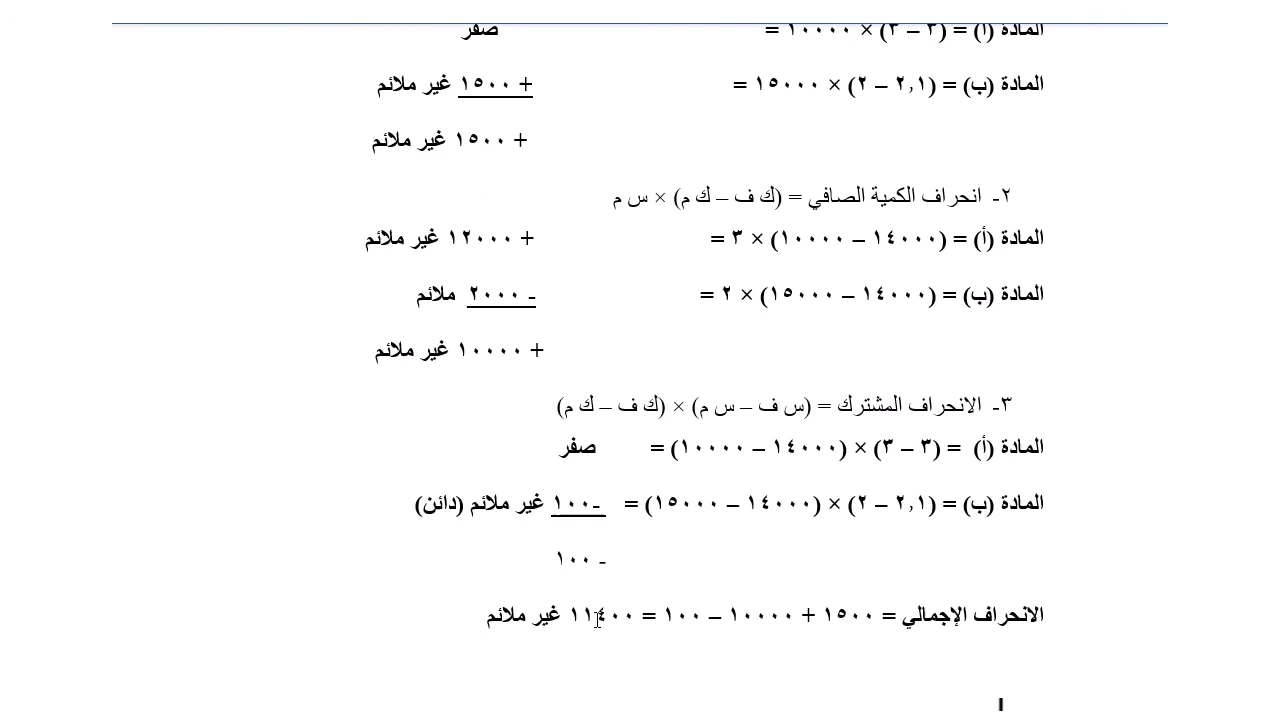 المادة (أ) = (٣ – ٣) × ١٠٠٠٠ = صفر
المادة (ب) = (٢,١ – ٢) × ١٥٠٠٠ = + ١٥٠٠ غير ملائم
+ ١٥٠٠ غير ملائم
٢- انحراف الكمية الصافي = (ك ف – ك م) × س م
المادة (أ) = (١٤٠٠٠ – ١٠٠٠٠) × ٣ = + ١٢٠٠٠ غير ملائم
المادة (ب) = (١٤٠٠٠ – ١٥٠٠٠) × ٢ = - ٢٠٠٠ ملائم
+ ١٠٠٠٠ غير ملائم
٣- الانحراف المشترك = (س ف – س م) × (ك ف – ك م)
المادة (أ) = (٣ – ٣) × (١٤٠٠٠ – ١٠٠٠٠) = صفر
المادة (ب) = (٢,١ – ٢) × (١٤٠٠٠ – ١٥٠٠٠) = -١٠٠ غير ملائم (دائن)
- ١٠٠
الانحراف الإجمالي = ١٥٠٠ + ١٠٠٠٠ – ١٠٠ = ١١٤٠٠ غير ملائم